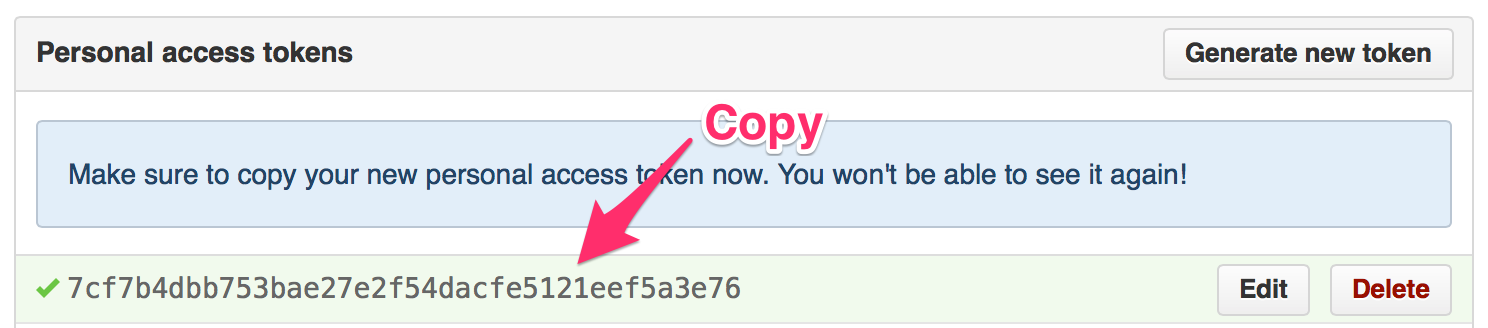 Personal access tokens
Generate new token
Copy
Make sure to copy your new personal access token now. You won't be able to see it again!
7cf7b4dbb753bae27e2f54dacfe5121eef5a3e76
Edit
Delete